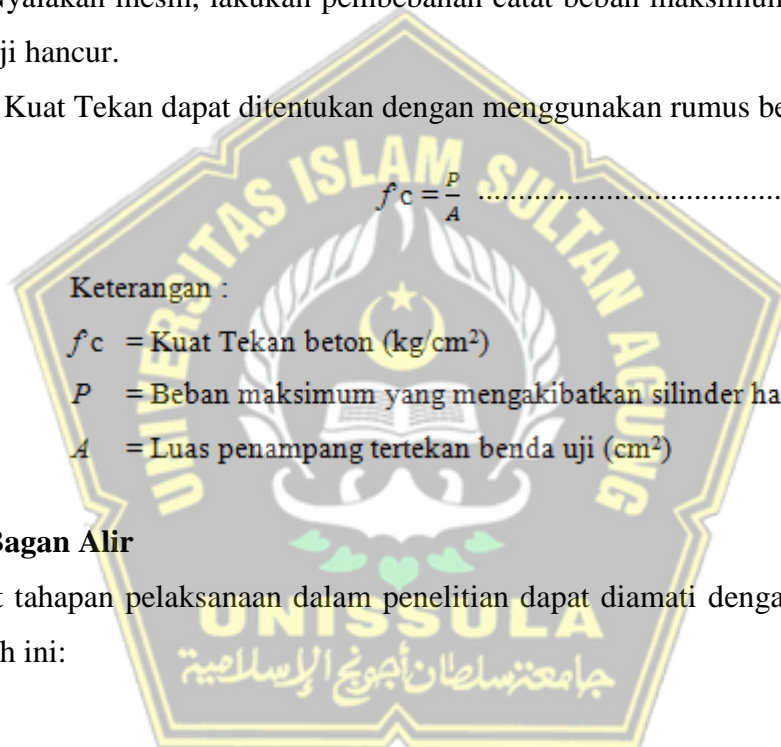 Nyalakan mesin, lakukan pembebanan catat beban maksimum
ji hancur.
Kuat Tekan dapat ditentukan dengan menggunakan rumus be
f'c = P/A ........................................
Keterangan :
f'c = Kuat Tekan beton (kg/cm²)
P = Beban maksimum yang mengakibatkan silinder ha
A = Luas penampang tertekan benda uji (cm²)
Bagan Alir
t tahapan pelaksanaan dalam penelitian dapat diamati denga
h ini:
UNIVERSITAS ISLAM SULTAN AGUNG
UNISSULA
جامعة سلطان أجونج الإسلامية